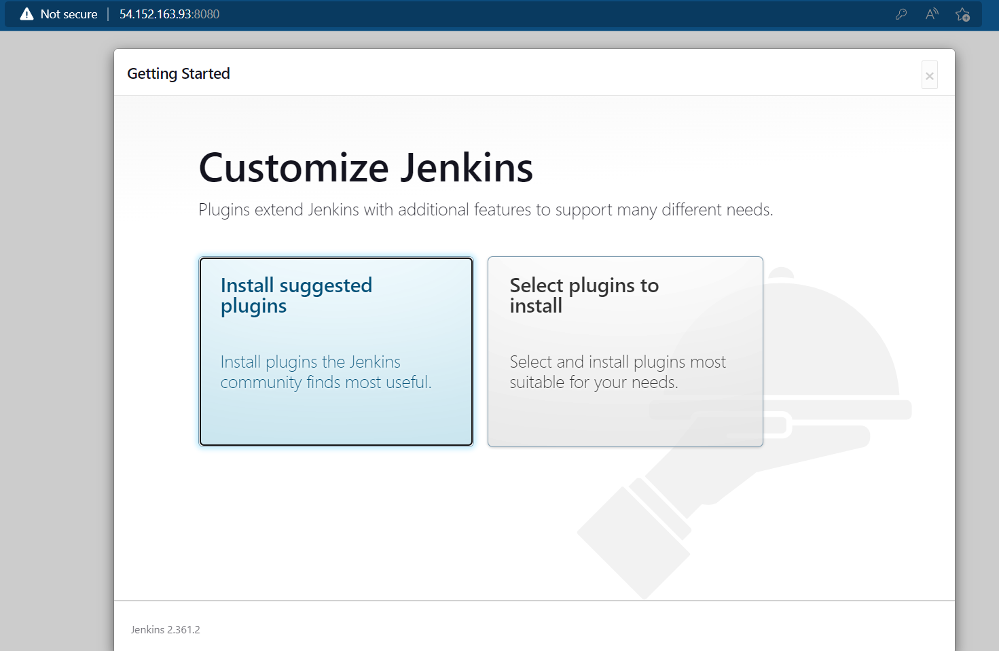 Not secure | 54.152.163.93:8080
Getting Started
Customize Jenkins
Plugins extend Jenkins with additional features to support many different needs.
Install suggested
plugins
Install plugins the Jenkins
community finds most useful.
Select plugins to
install
Select and install plugins most
suitable for your needs.
Jenkins 2.361.2